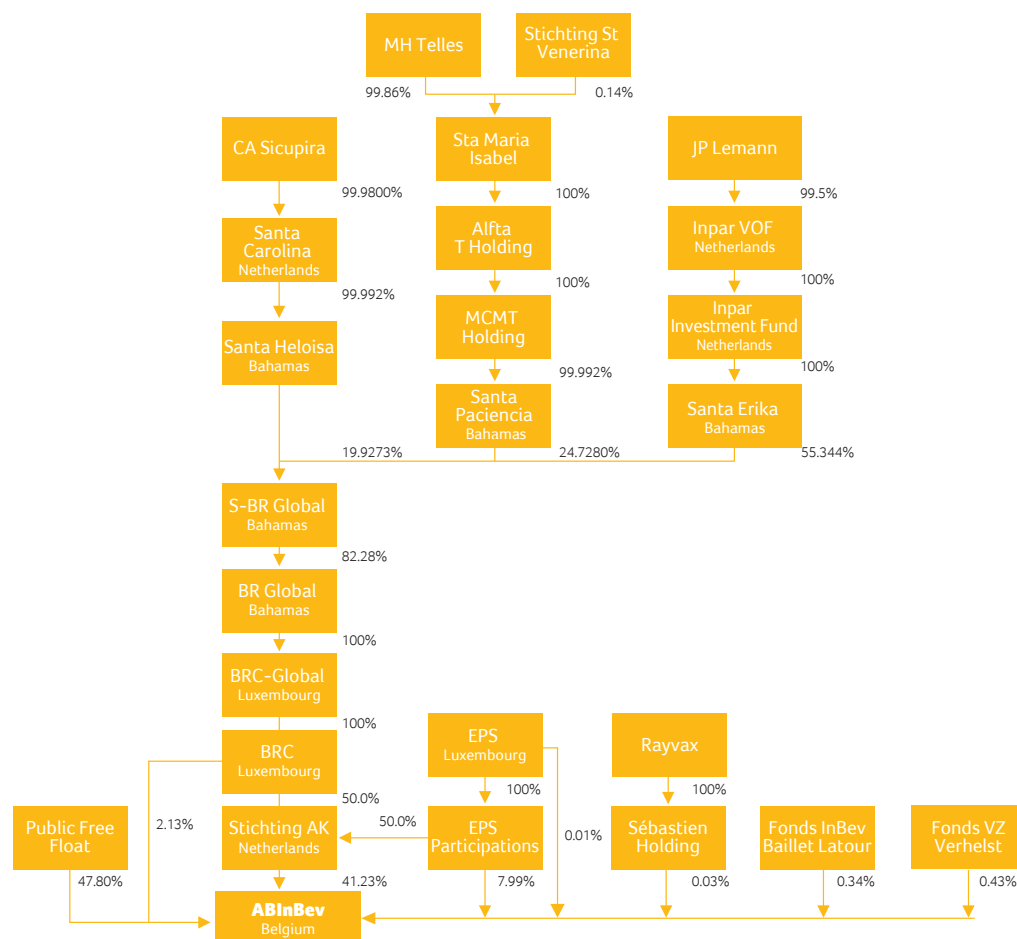 MH Telles
Stichting St
Venerina
99.86%
0.14%
CA Sicupira
Sta Maria
Isabel
JP Lemann
99.9800%
100%
99.5%
Santa
Carolina
Netherlands
Alfta
T Holding
Inpar VOF
Netherlands
99.992%
100%
100%
Santa Heloisa
Bahamas
MCMT
Holding
Inpar
Investment Fund
Netherlands
99.992%
100%
Santa
Paciencia
Bahamas
Santa Erika
Bahamas
19.9273%
24.7280%
55.344%
S-BR Global
Bahamas
82.28%
BR Global
Bahamas
100%
BRC-Global
Luxembourg
100%
BRC
Luxembourg
EPS
Luxembourg
Rayvax
50.0%
100%
100%
Public Free
Float
2.13%
Stichting AK
Netherlands
50.0%
EPS
Participations
0.01%
Sébastien
Holding
Fonds InBev
Baillet Latour
Fonds VZ
Verhelst
47.80%
41.23%
7.99%
0.03%
0.34%
0.43%
ABInBev
Belgium